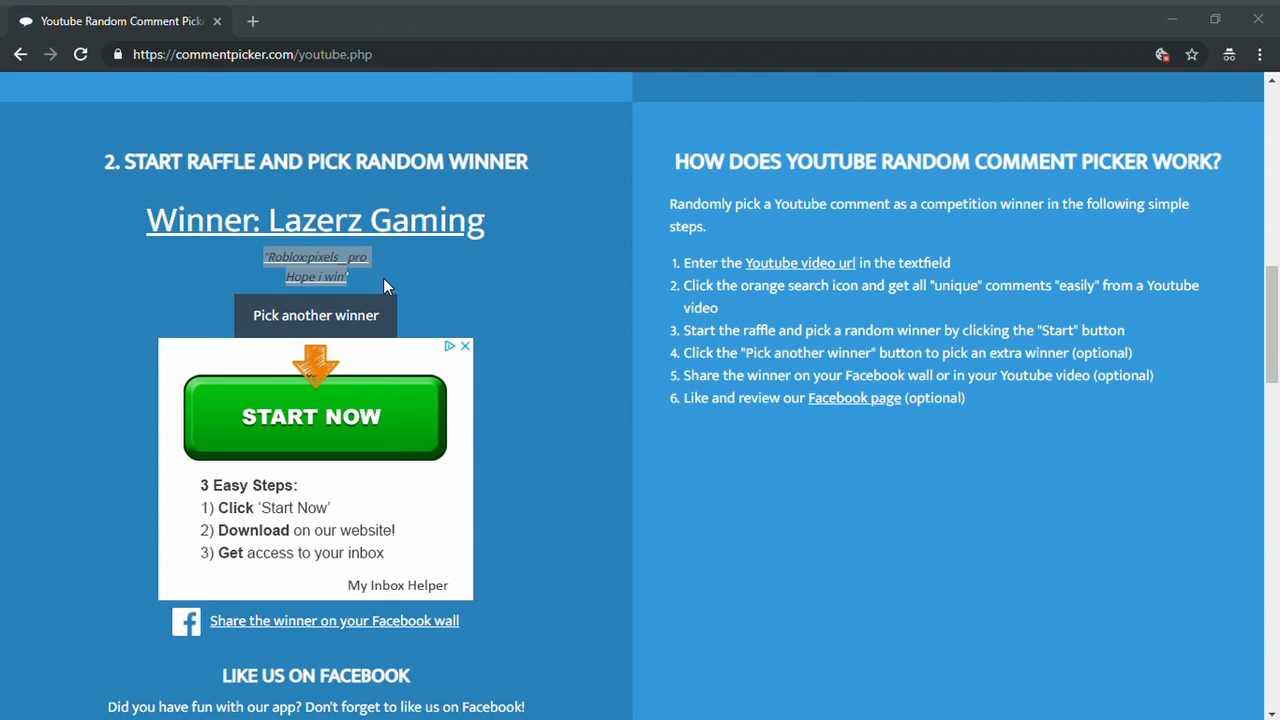 Youtube Random Comment Pick
https://commentpicker.com/youtube.php
2. START RAFFLE AND PICK RANDOM WINNER
Winner: Lazerz Gaming
"Roblox:pixels__pro
Hope i win"
Pick another winner
START NOW
3 Easy Steps:
1) Click ‘Start Now’
2) Download on our website!
3) Get access to your inbox
My Inbox Helper
Share the winner on your Facebook wall
LIKE US ON FACEBOOK
Did you have fun with our app? Don't forget to like us on Facebook!
HOW DOES YOUTUBE RANDOM COMMENT PICKER WORK?
Randomly pick a Youtube comment as a competition winner in the following simple
steps.
1. Enter the Youtube video url in the textfield
2. Click the orange search icon and get all "unique" comments "easily" from a Youtube
video
3. Start the raffle and pick a random winner by clicking the "Start" button
4. Click the "Pick another winner" button to pick an extra winner (optional)
5. Share the winner on your Facebook wall or in your Youtube video (optional)
6. Like and review our Facebook page (optional)